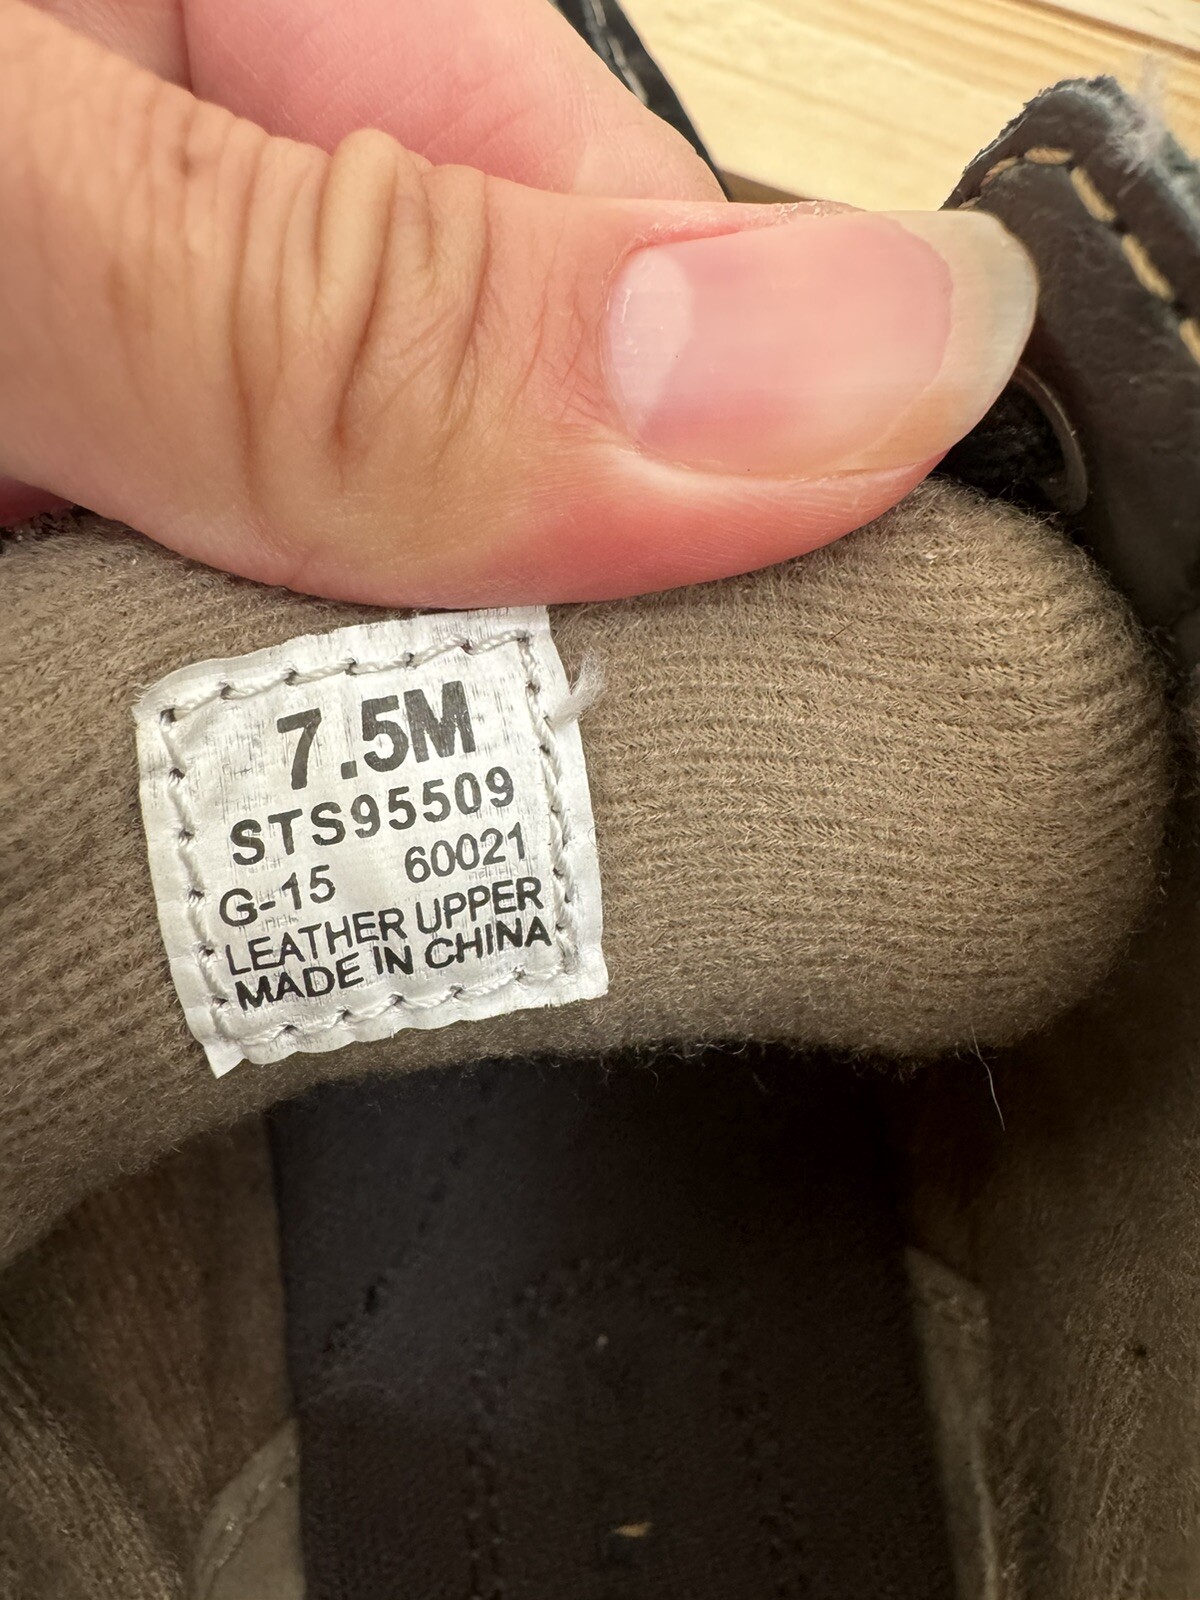 7.5M
STS95509
G-15 60021
LEATHER UPPER
MADE IN CHINA